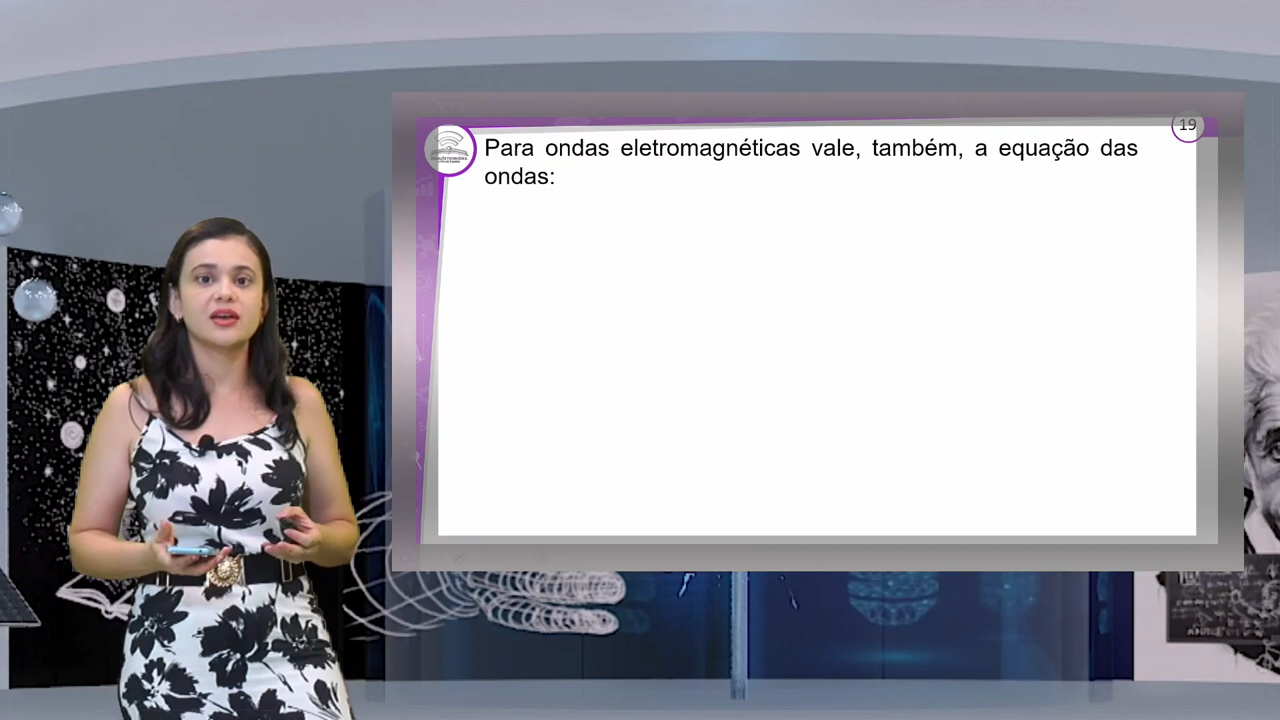 19
Para ondas eletromagnéticas vale, também, a equação das
ondas: